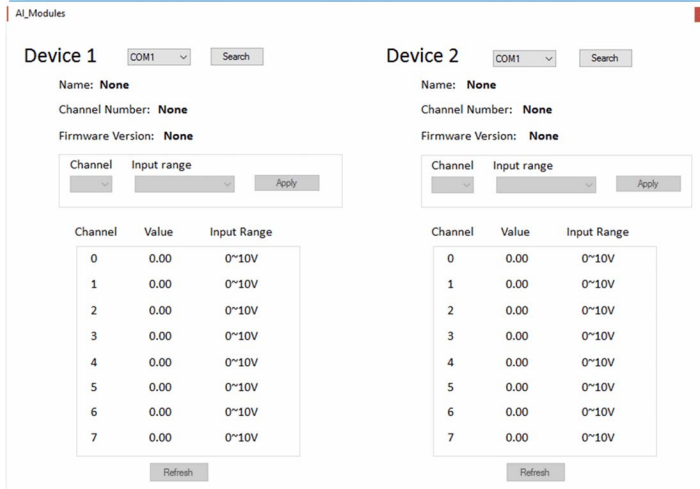 AI_Modules
Device 1 COM1 Search
Name: None
Channel Number: None
Firmware Version: None
Channel Input range
Apply
Channel Value Input Range
0 0.00 0~10V
1 0.00 0~10V
2 0.00 0~10V
3 0.00 0~10V
4 0.00 0~10V
5 0.00 0~10V
6 0.00 0~10V
7 0.00 0~10V
Refresh
Device 2 COM1 Search
Name: None
Channel Number: None
Firmware Version: None
Channel Input range
Apply
Channel Value Input Range
0 0.00 0~10V
1 0.00 0~10V
2 0.00 0~10V
3 0.00 0~10V
4 0.00 0~10V
5 0.00 0~10V
6 0.00 0~10V
7 0.00 0~10V
Refresh